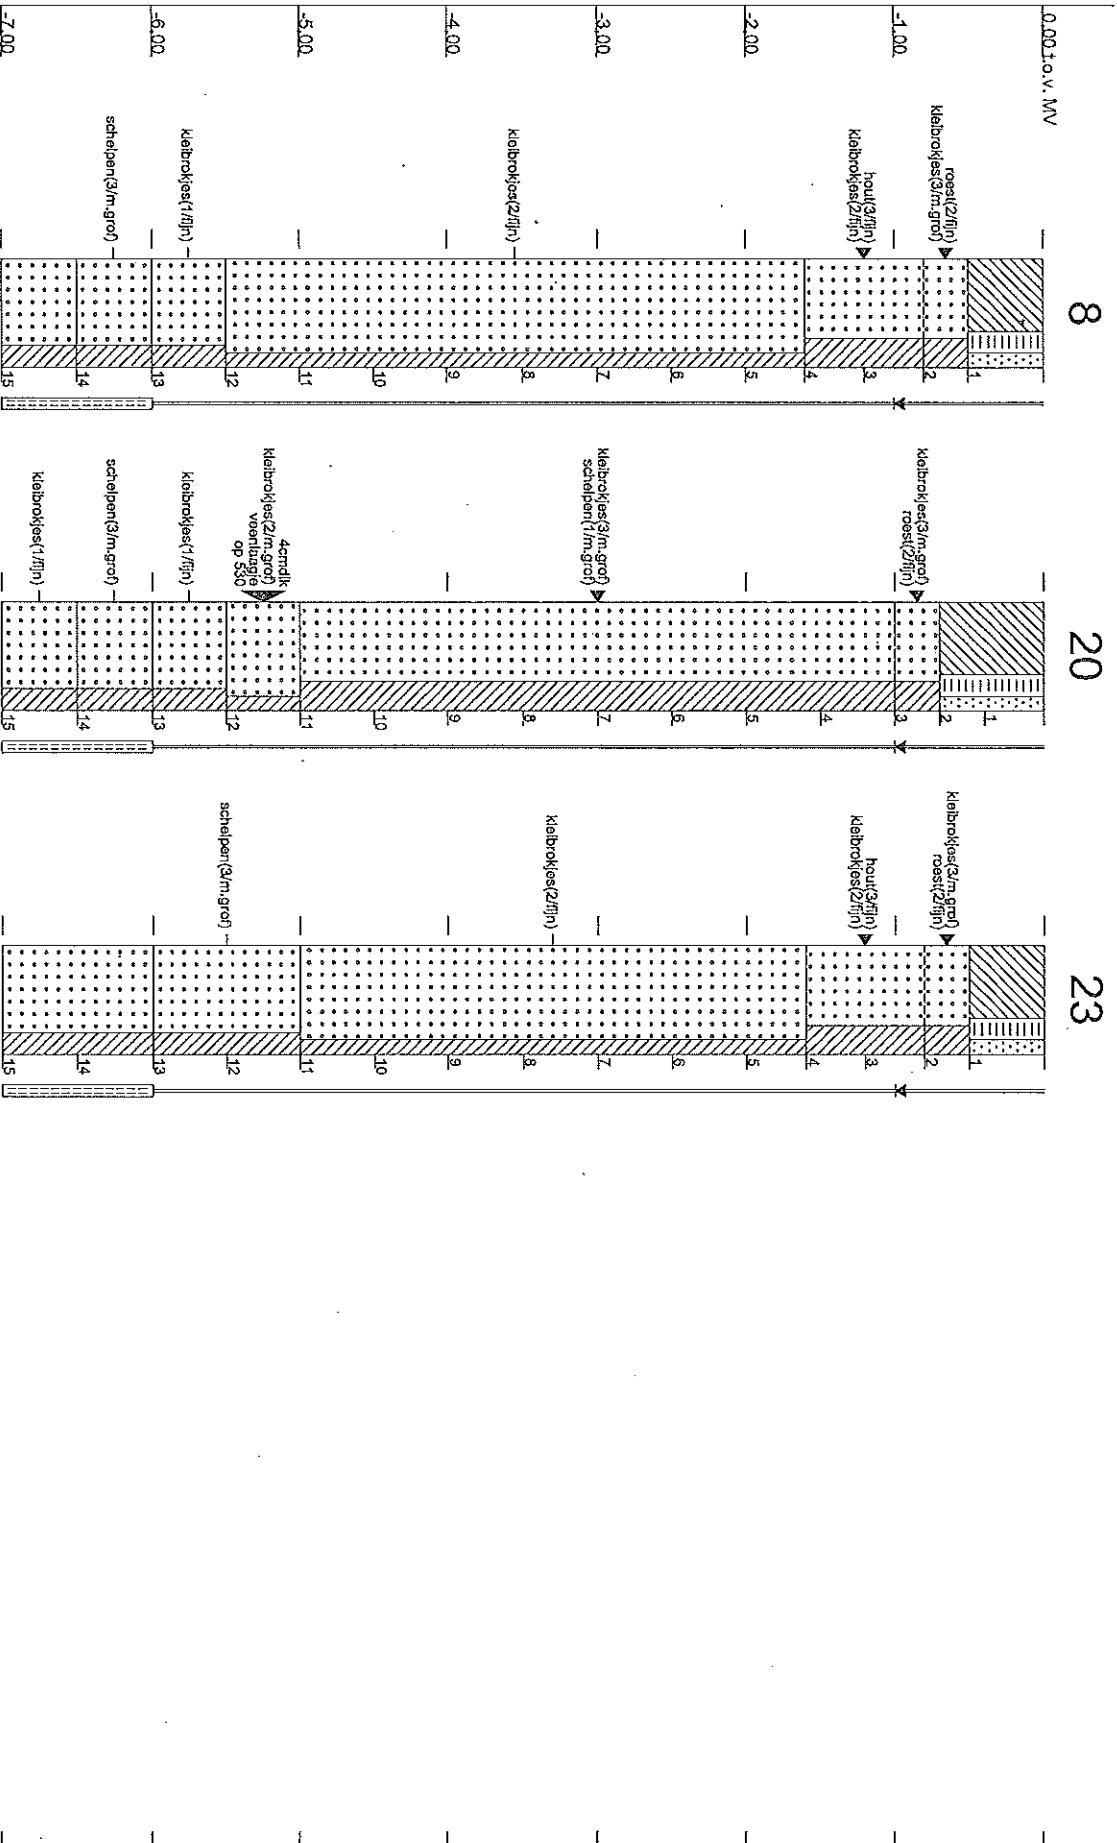 0.00 t.o.v. MV
-1.00
-2.00
-3.00
-4.00
-5.00
-6.00
-7.00
8
roest(2/fijn)
kleibrokjes(3/m.grof)
hout(3/fijn)
kleibrokjes(2/fijn)
kleibrokjes(2/fijn)
kleibrokjes(1/fijn)
schelpen(3/m.grof)
1
2
3
4
5
6
7
8
9
10
11
12
13
14
15
20
kleibrokjes(3/m.grof)
roest(2/fijn)
kleibrokjes(3/m.grof)
schelpen(1/m.grof)
4cmdik
kleibrokjes(2/m.grof)
veenlaagje
op 530
kleibrokjes(1/fijn)
schelpen(3/m.grof)
kleibrokjes(1/fijn)
1
2
3
4
5
6
7
8
9
10
11
12
13
14
15
23
kleibrokjes(3/m.grof)
roest(2/fijn)
hout(3/fijn)
kleibrokjes(2/fijn)
kleibrokjes(2/fijn)
schelpen(3/m.grof)
1
2
3
4
5
6
7
8
9
10
11
12
13
14
15